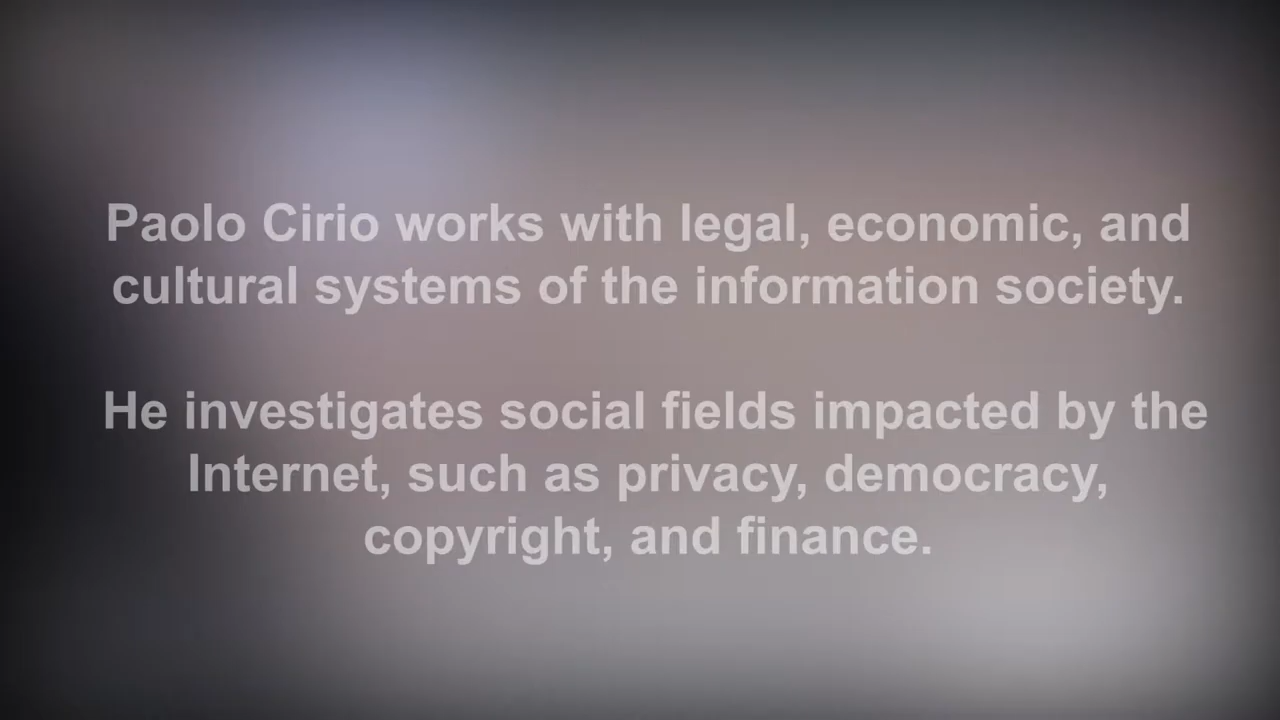 Paolo Cirio works with legal, economic, and
cultural systems of the information society.
He investigates social fields impacted by the
Internet, such as privacy, democracy,
copyright, and finance.